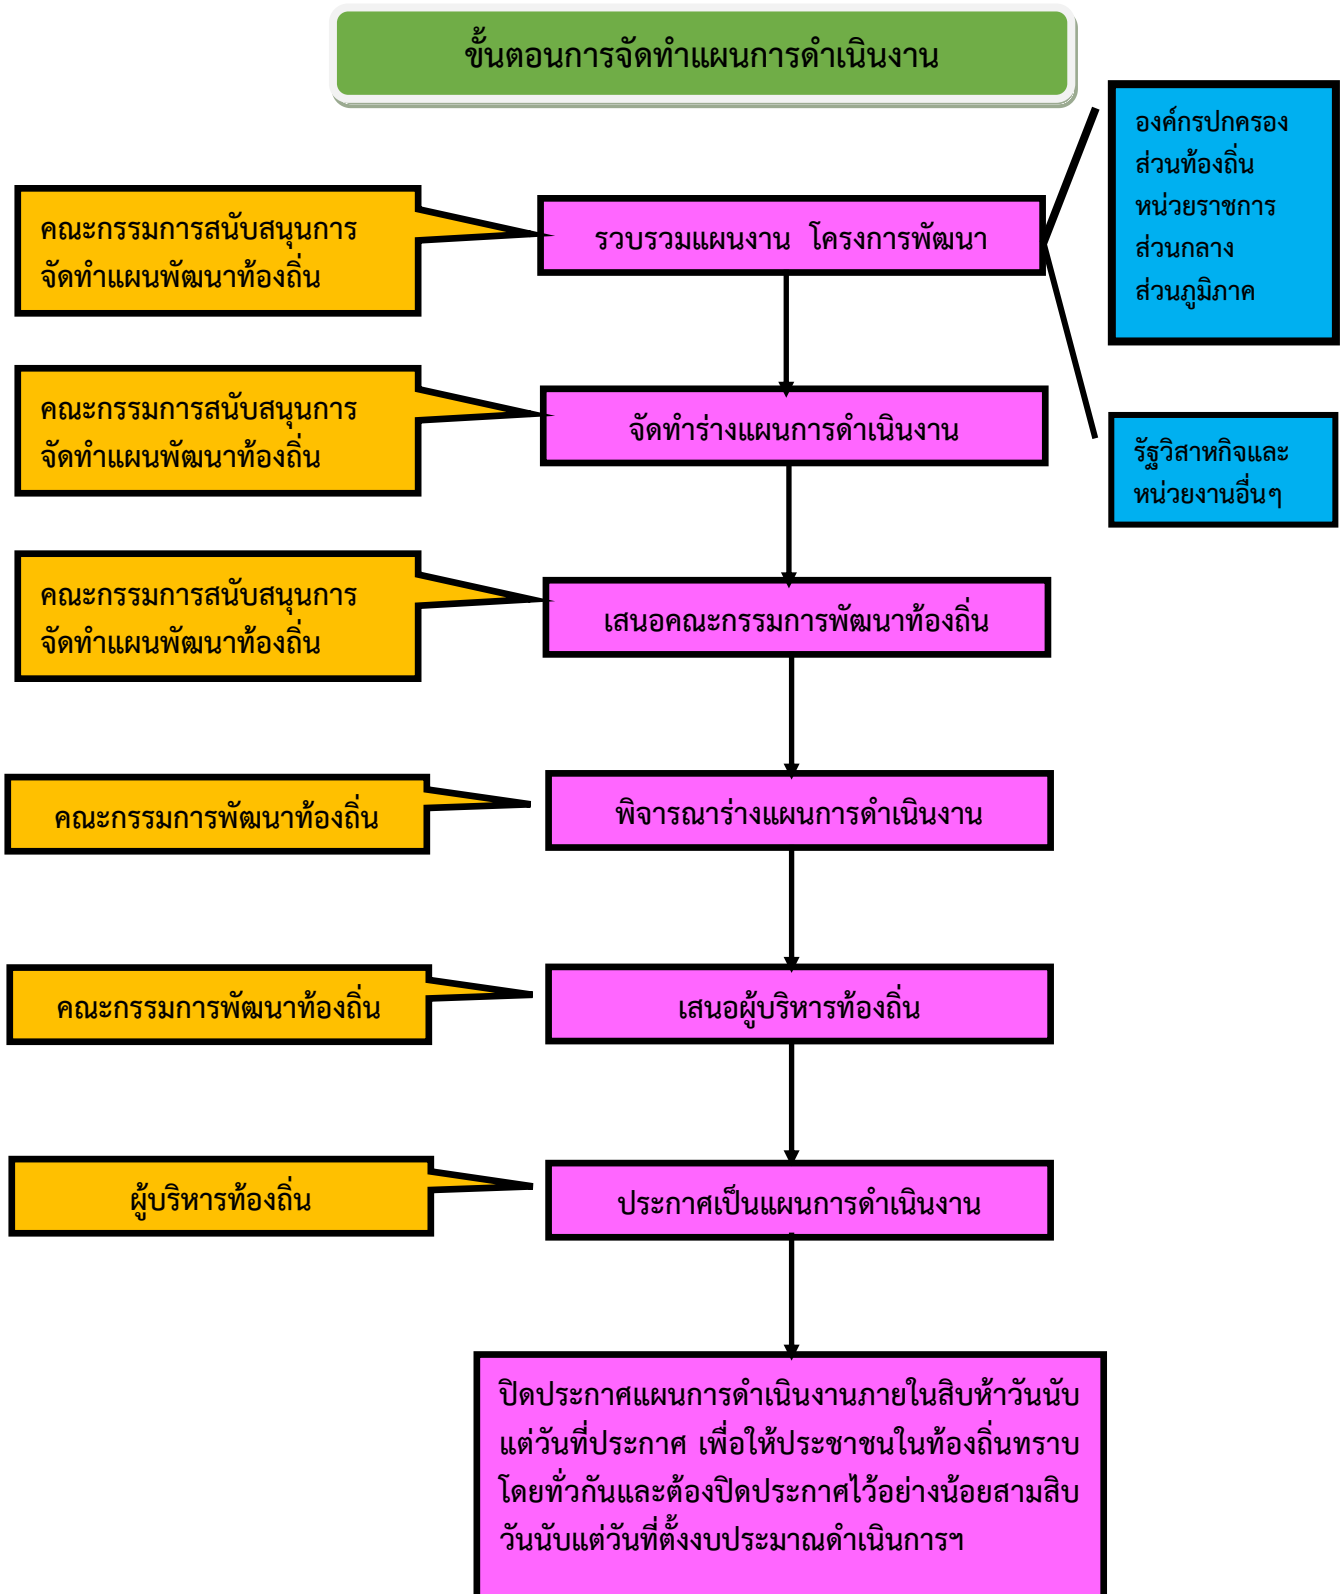 ขั้นตอนการจัดทำแผนการดำเนินงาน
องค์กรปกครอง
ส่วนท้องถิ่น
หน่วยราชการ
ส่วนกลาง
ส่วนภูมิภาค
คณะกรรมการสนับสนุนการ
จัดทำแผนพัฒนาท้องถิ่น
รวบรวมแผนงาน โครงการพัฒนา
คณะกรรมการสนับสนุนการ
จัดทำแผนพัฒนาท้องถิ่น
จัดทำร่างแผนการดำเนินงาน
รัฐวิสาหกิจและ
หน่วยงานอื่นๆ
คณะกรรมการสนับสนุนการ
จัดทำแผนพัฒนาท้องถิ่น
เสนอคณะกรรมการพัฒนาท้องถิ่น
คณะกรรมการพัฒนาท้องถิ่น
พิจารณาร่างแผนการดำเนินงาน
คณะกรรมการพัฒนาท้องถิ่น
เสนอผู้บริหารท้องถิ่น
ผู้บริหารท้องถิ่น
ประกาศเป็นแผนการดำเนินงาน
ปิดประกาศแผนการดำเนินงานภายในสิบห้าวันนับ
แต่วันที่ประกาศ เพื่อให้ประชาชนในท้องถิ่นทราบ
โดยทั่วกันและต้องปิดประกาศไว้อย่างน้อยสามสิบ
วันนับแต่วันที่ตั้งงบประมาณดำเนินการฯ